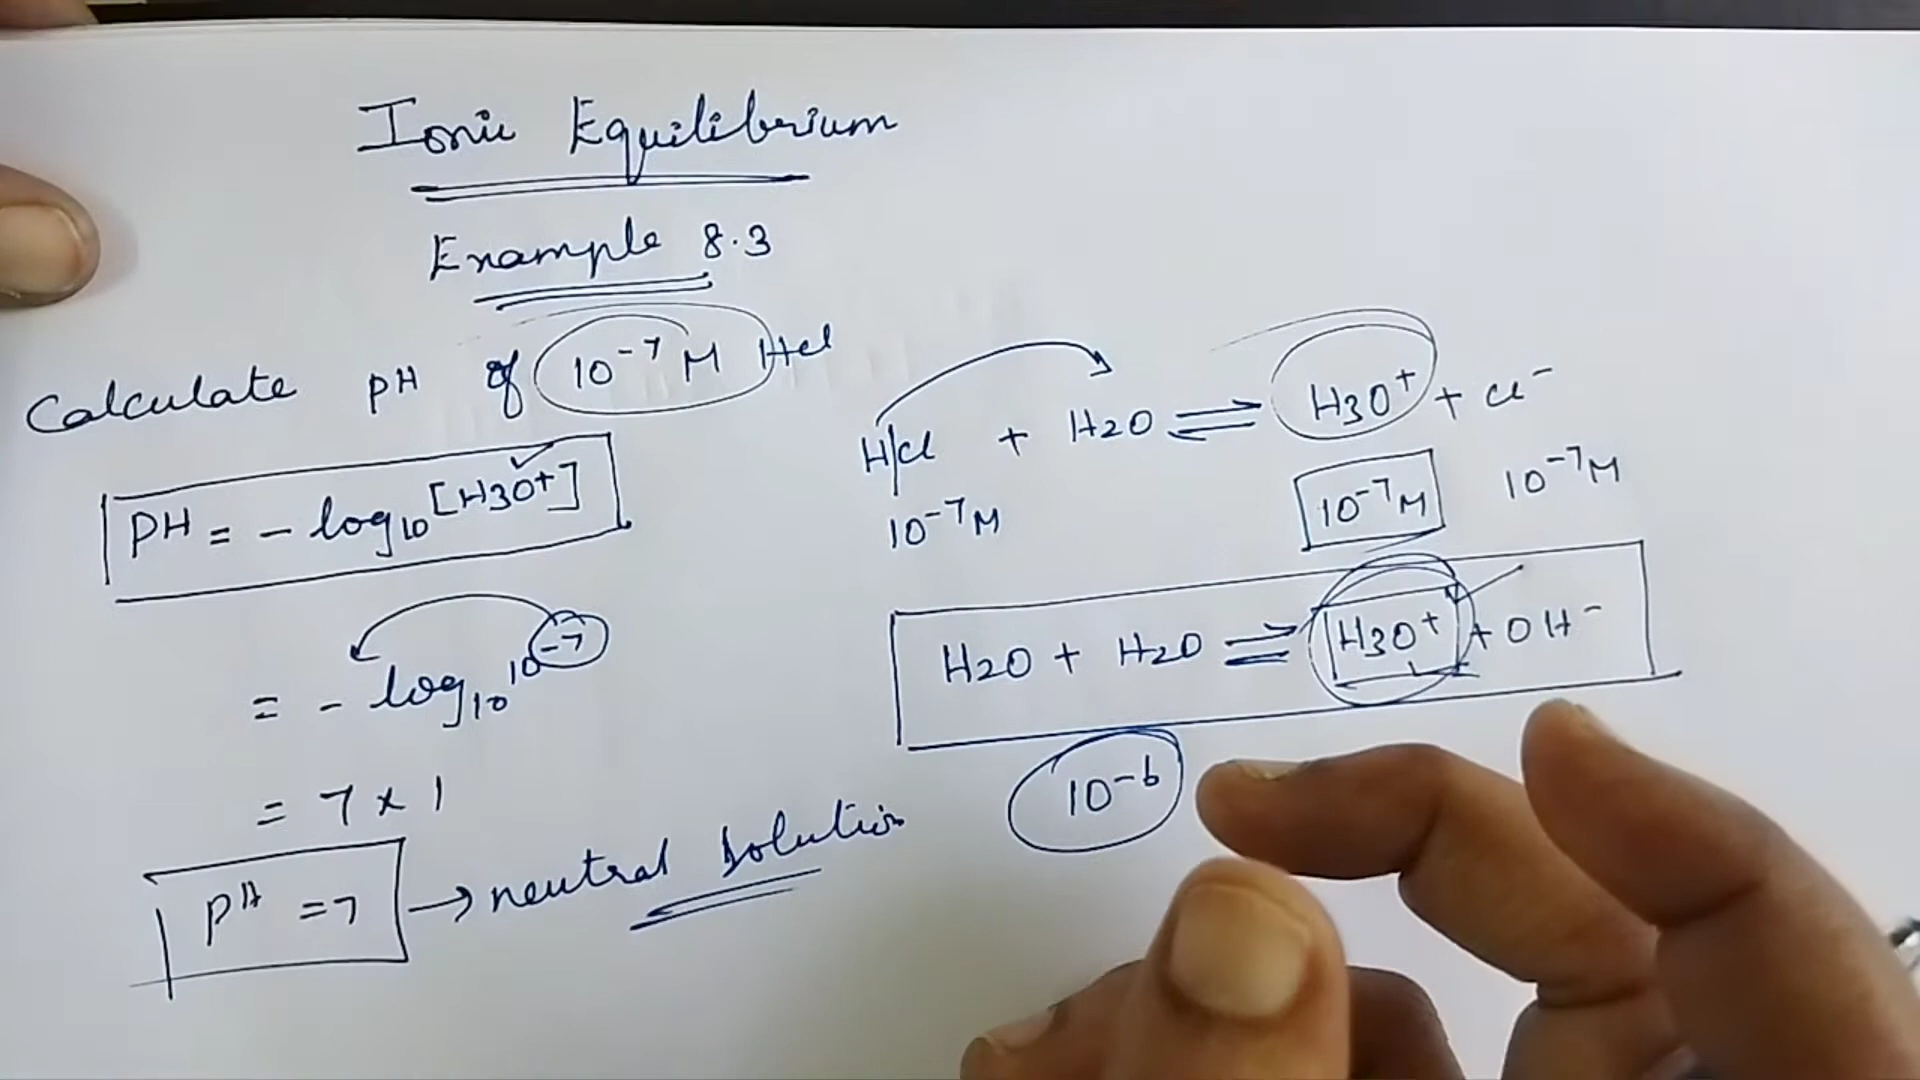 Ionic Equilibrium
Example 8.3
Calculate pH of 10⁻⁷ M Hcl
PH = - log₁₀ [H3O⁺]
= - log₁₀ 10⁻⁷
= 7 x 1
PH = 7 → neutral solution
H/cl + H2O ⇌ H3O⁺ + cl⁻
10⁻⁷M 10⁻⁷M 10⁻⁷M
H2O + H2O ⇌ H3O⁺ + OH⁻
10⁻⁶